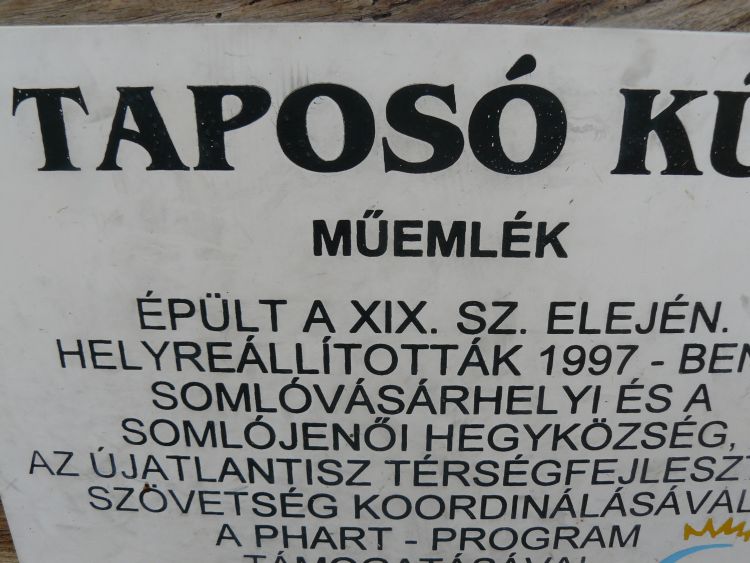 TAPOSÓ KÚ
MŰEMLÉK
ÉPÜLT A XIX. SZ. ELEJÉN.
HELYREÁLLÍTOTTÁK 1997 - BEN
SOMLÓVÁSÁRHELYI ÉS A
SOMLÓJENŐI HEGYKÖZSÉG,
AZ ÚJATLANTISZ TÉRSÉGFEJLESZT
SZÖVETSÉG KOORDINÁLÁSÁVAL
A PHART - PROGRAM
TÁMOGATÁSÁVAL